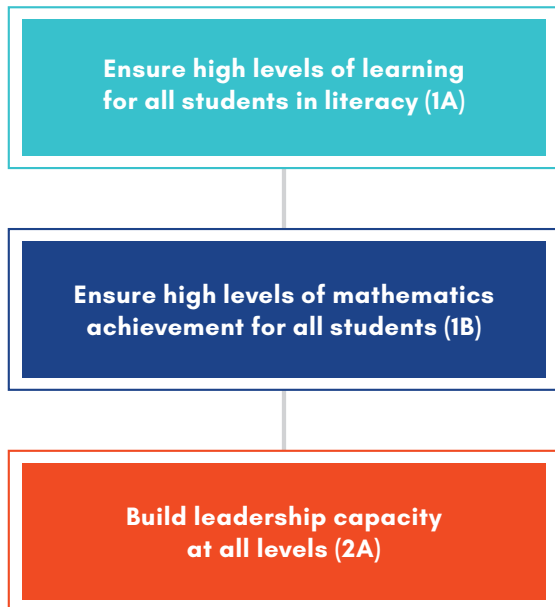 Ensure high levels of learning
for all students in literacy (1A)
Ensure high levels of mathematics
achievement for all students (1B)
Build leadership capacity
at all levels (2A)